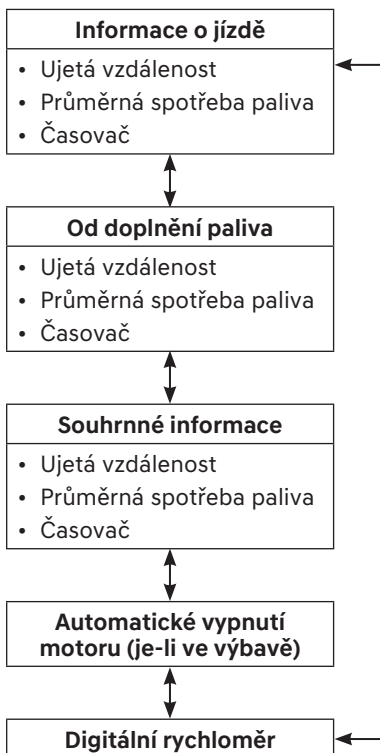 Informace o jízdě
• Ujetá vzdálenost
• Průměrná spotřeba paliva
• Časovač
Od doplnění paliva
• Ujetá vzdálenost
• Průměrná spotřeba paliva
• Časovač
Souhrnné informace
• Ujetá vzdálenost
• Průměrná spotřeba paliva
• Časovač
Automatické vypnutí
motoru (je-li ve výbavě)
Digitální rychloměr